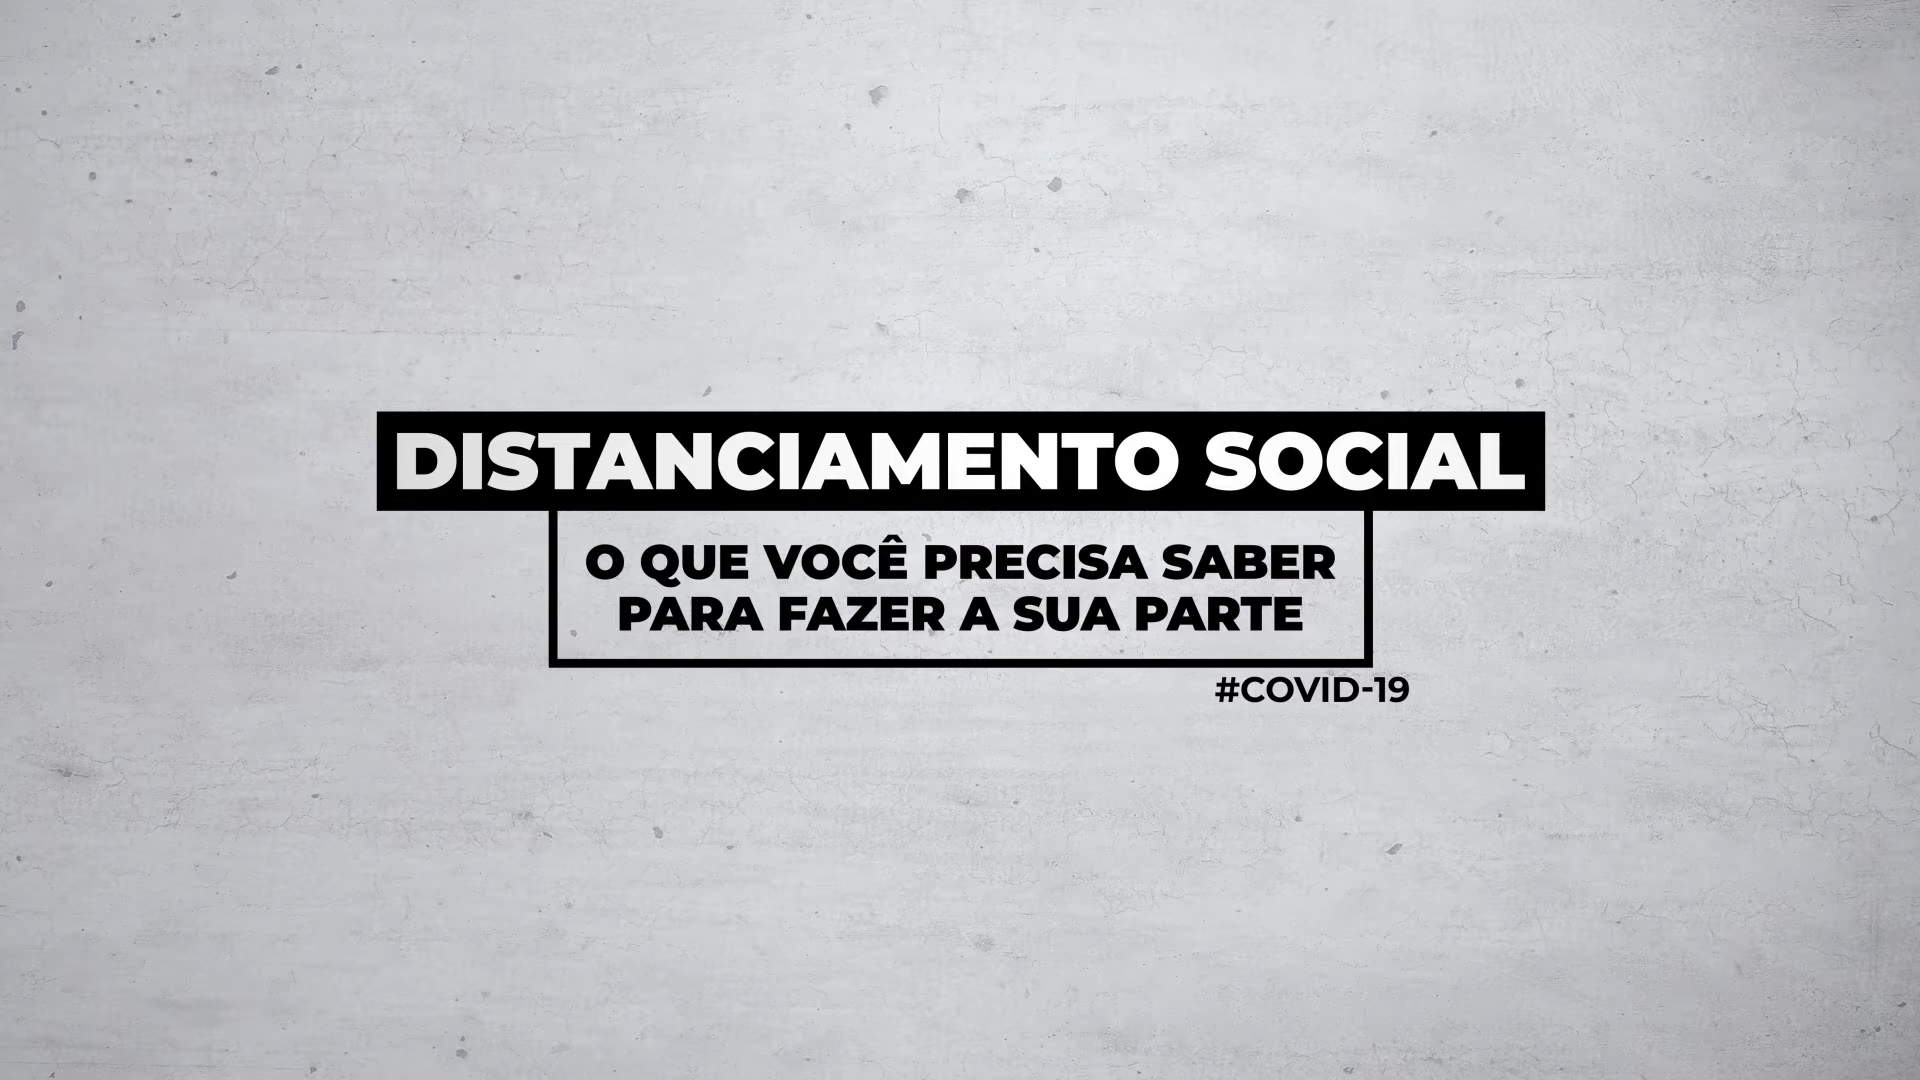 DISTANCIAMENTO SOCIAL
O QUE VOCÊ PRECISA SABER
PARA FAZER A SUA PARTE
#COVID-19